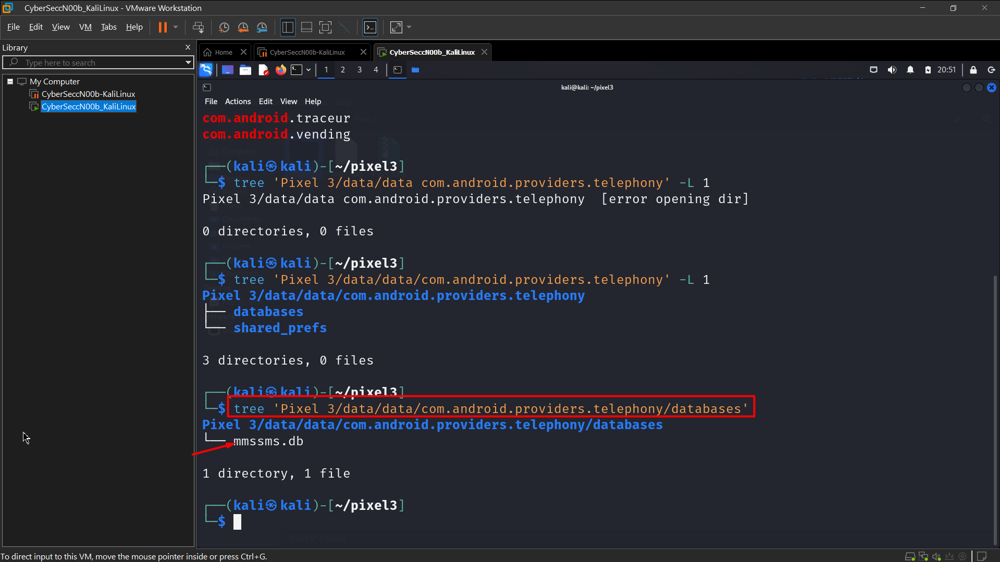 CyberSeccN00b_KaliLinux - VMware Workstation
File Edit View VM Tabs Help
Library
Type here to search
My Computer
CyberSeccN00b-KaliLinux
CyberSeccN00b_KaliLinux
Home CyberSeccN00b-KaliLinux CyberSeccN00b_KaliLinux
1 2 3 4 20:51
kali@kali: ~/pixel3
File Actions Edit View Help
com.android.traceur
com.android.vending
┌──(kali㉿kali)-[~/pixel3]
└─$ tree 'Pixel 3/data/data com.android.providers.telephony' -L 1
Pixel 3/data/data com.android.providers.telephony  [error opening dir]
0 directories, 0 files
┌──(kali㉿kali)-[~/pixel3]
└─$ tree 'Pixel 3/data/data/com.android.providers.telephony' -L 1
Pixel 3/data/data/com.android.providers.telephony
├── databases
└── shared_prefs
3 directories, 0 files
┌──(kali㉿kali)-[~/pixel3]
└─$ tree 'Pixel 3/data/data/com.android.providers.telephony/databases'
Pixel 3/data/data/com.android.providers.telephony/databases
└── mmssms.db
1 directory, 1 file
┌──(kali㉿kali)-[~/pixel3]
└─$
To direct input to this VM, move the mouse pointer inside or press Ctrl+G.